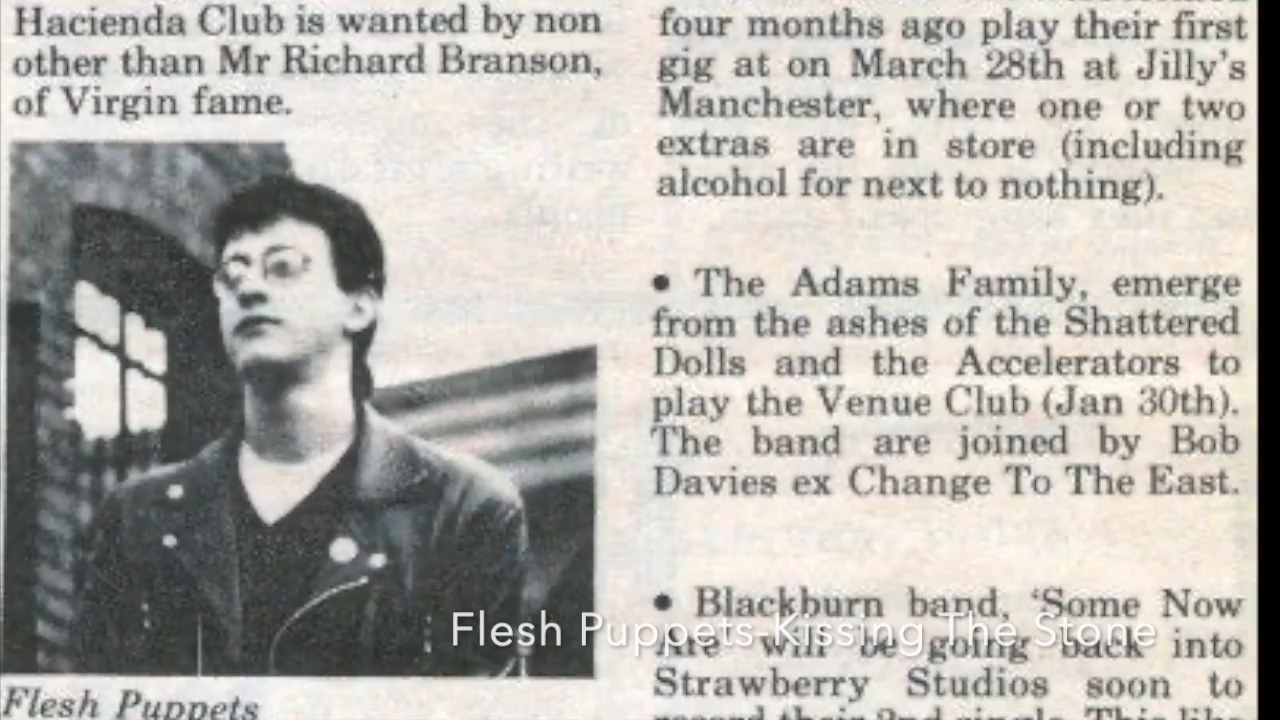 Hacienda Club is wanted by non
other than Mr Richard Branson,
of Virgin fame.
Flesh Puppets
four months ago play their first
gig at on March 28th at Jilly's
Manchester, where one or two
extras are in store (including
alcohol for next to nothing).
• The Adams Family, emerge
from the ashes of the Shattered
Dolls and the Accelerators to
play the Venue Club (Jan 30th).
The band are joined by Bob
Davies ex Change To The East.
• Blackburn band, 'Some Now
Are' will be going back into
Strawberry Studios soon to
record their 2nd single. This
Flesh Puppets-Kissing The Stone